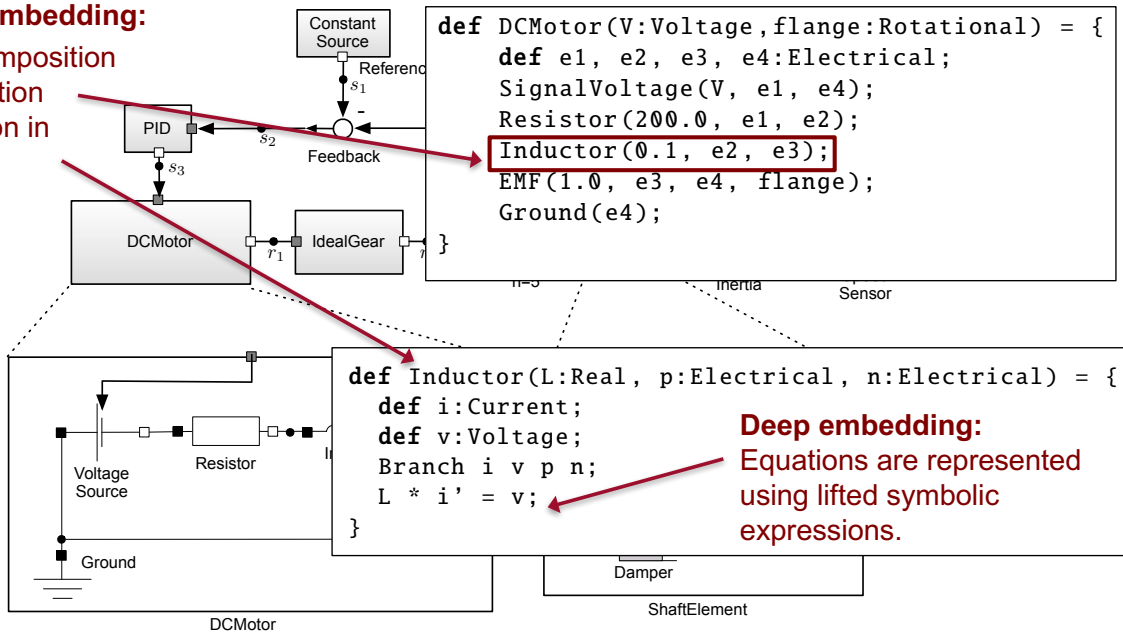 mbedding:
mposition
tion
on in
Constant
Source
Referenc
s₁
-
PID
s₂
Feedback
s₃
DCMotor
r₁
IdealGear
r
n=5
Inertia
Sensor
def DCMotor(V:Voltage,flange:Rotational) = {
def e1, e2, e3, e4:Electrical;
SignalVoltage(V, e1, e4);
Resistor(200.0, e1, e2);
Inductor(0.1, e2, e3);
EMF(1.0, e3, e4, flange);
Ground(e4);
}
def Inductor(L:Real, p:Electrical, n:Electrical) = {
def i:Current;
def v:Voltage;
Branch i v p n;
L * i’ = v;
}
Deep embedding:
Equations are represented
using lifted symbolic
expressions.
Voltage
Source
Resistor
Ground
DCMotor
Damper
ShaftElement